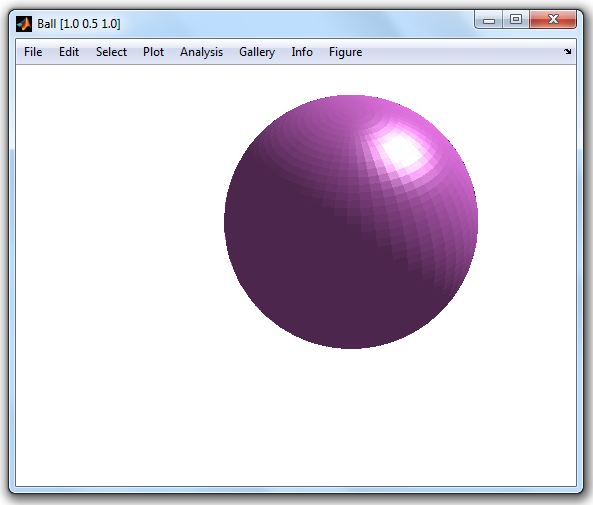 Ball [1.0 0.5 1.0]
File Edit Select Plot Analysis Gallery Info Figure